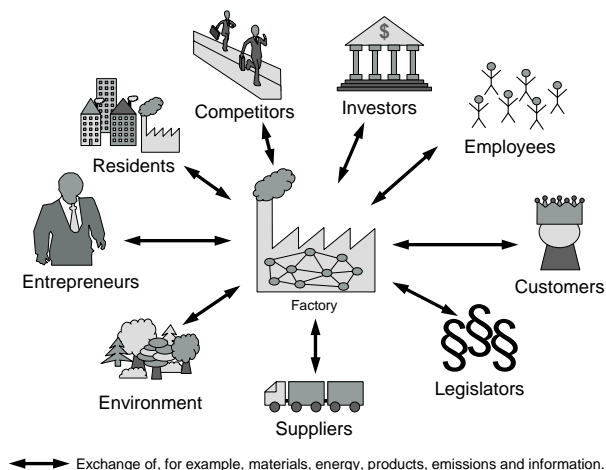 $
Competitors
Investors
Employees
Residents
Entrepreneurs
Customers
Factory
§§§
Environment
Legislators
Suppliers
Exchange of, for example, materials, energy, products, emissions and information.